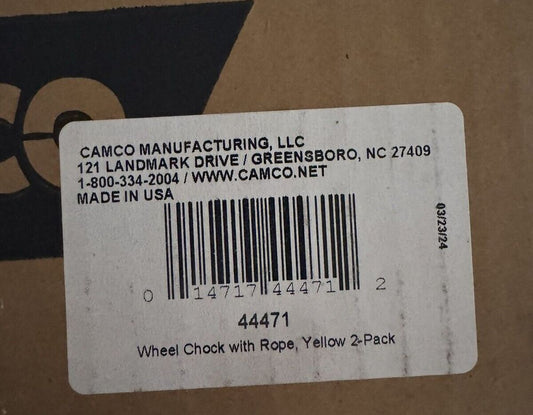 CO
CAMCO MANUFACTURING, LLC
121 LANDMARK DRIVE / GREENSBORO, NC 27409
1-800-334-2004 / WWW.CAMCO.NET
MADE IN USA
03/23/24
0 14717 44471 2
44471
Wheel Chock with Rope, Yellow 2-Pack